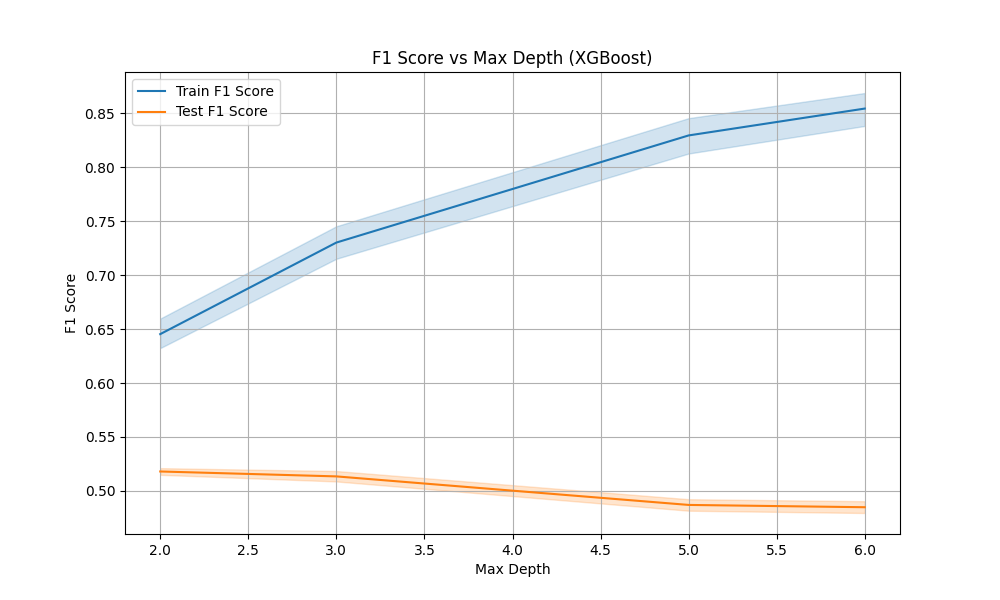 F1 Score vs Max Depth (XGBoost)
Train F1 Score
Test F1 Score
F1 Score
0.85
0.80
0.75
0.70
0.65
0.60
0.55
0.50
2.0 2.5 3.0 3.5 4.0 4.5 5.0 5.5 6.0
Max Depth